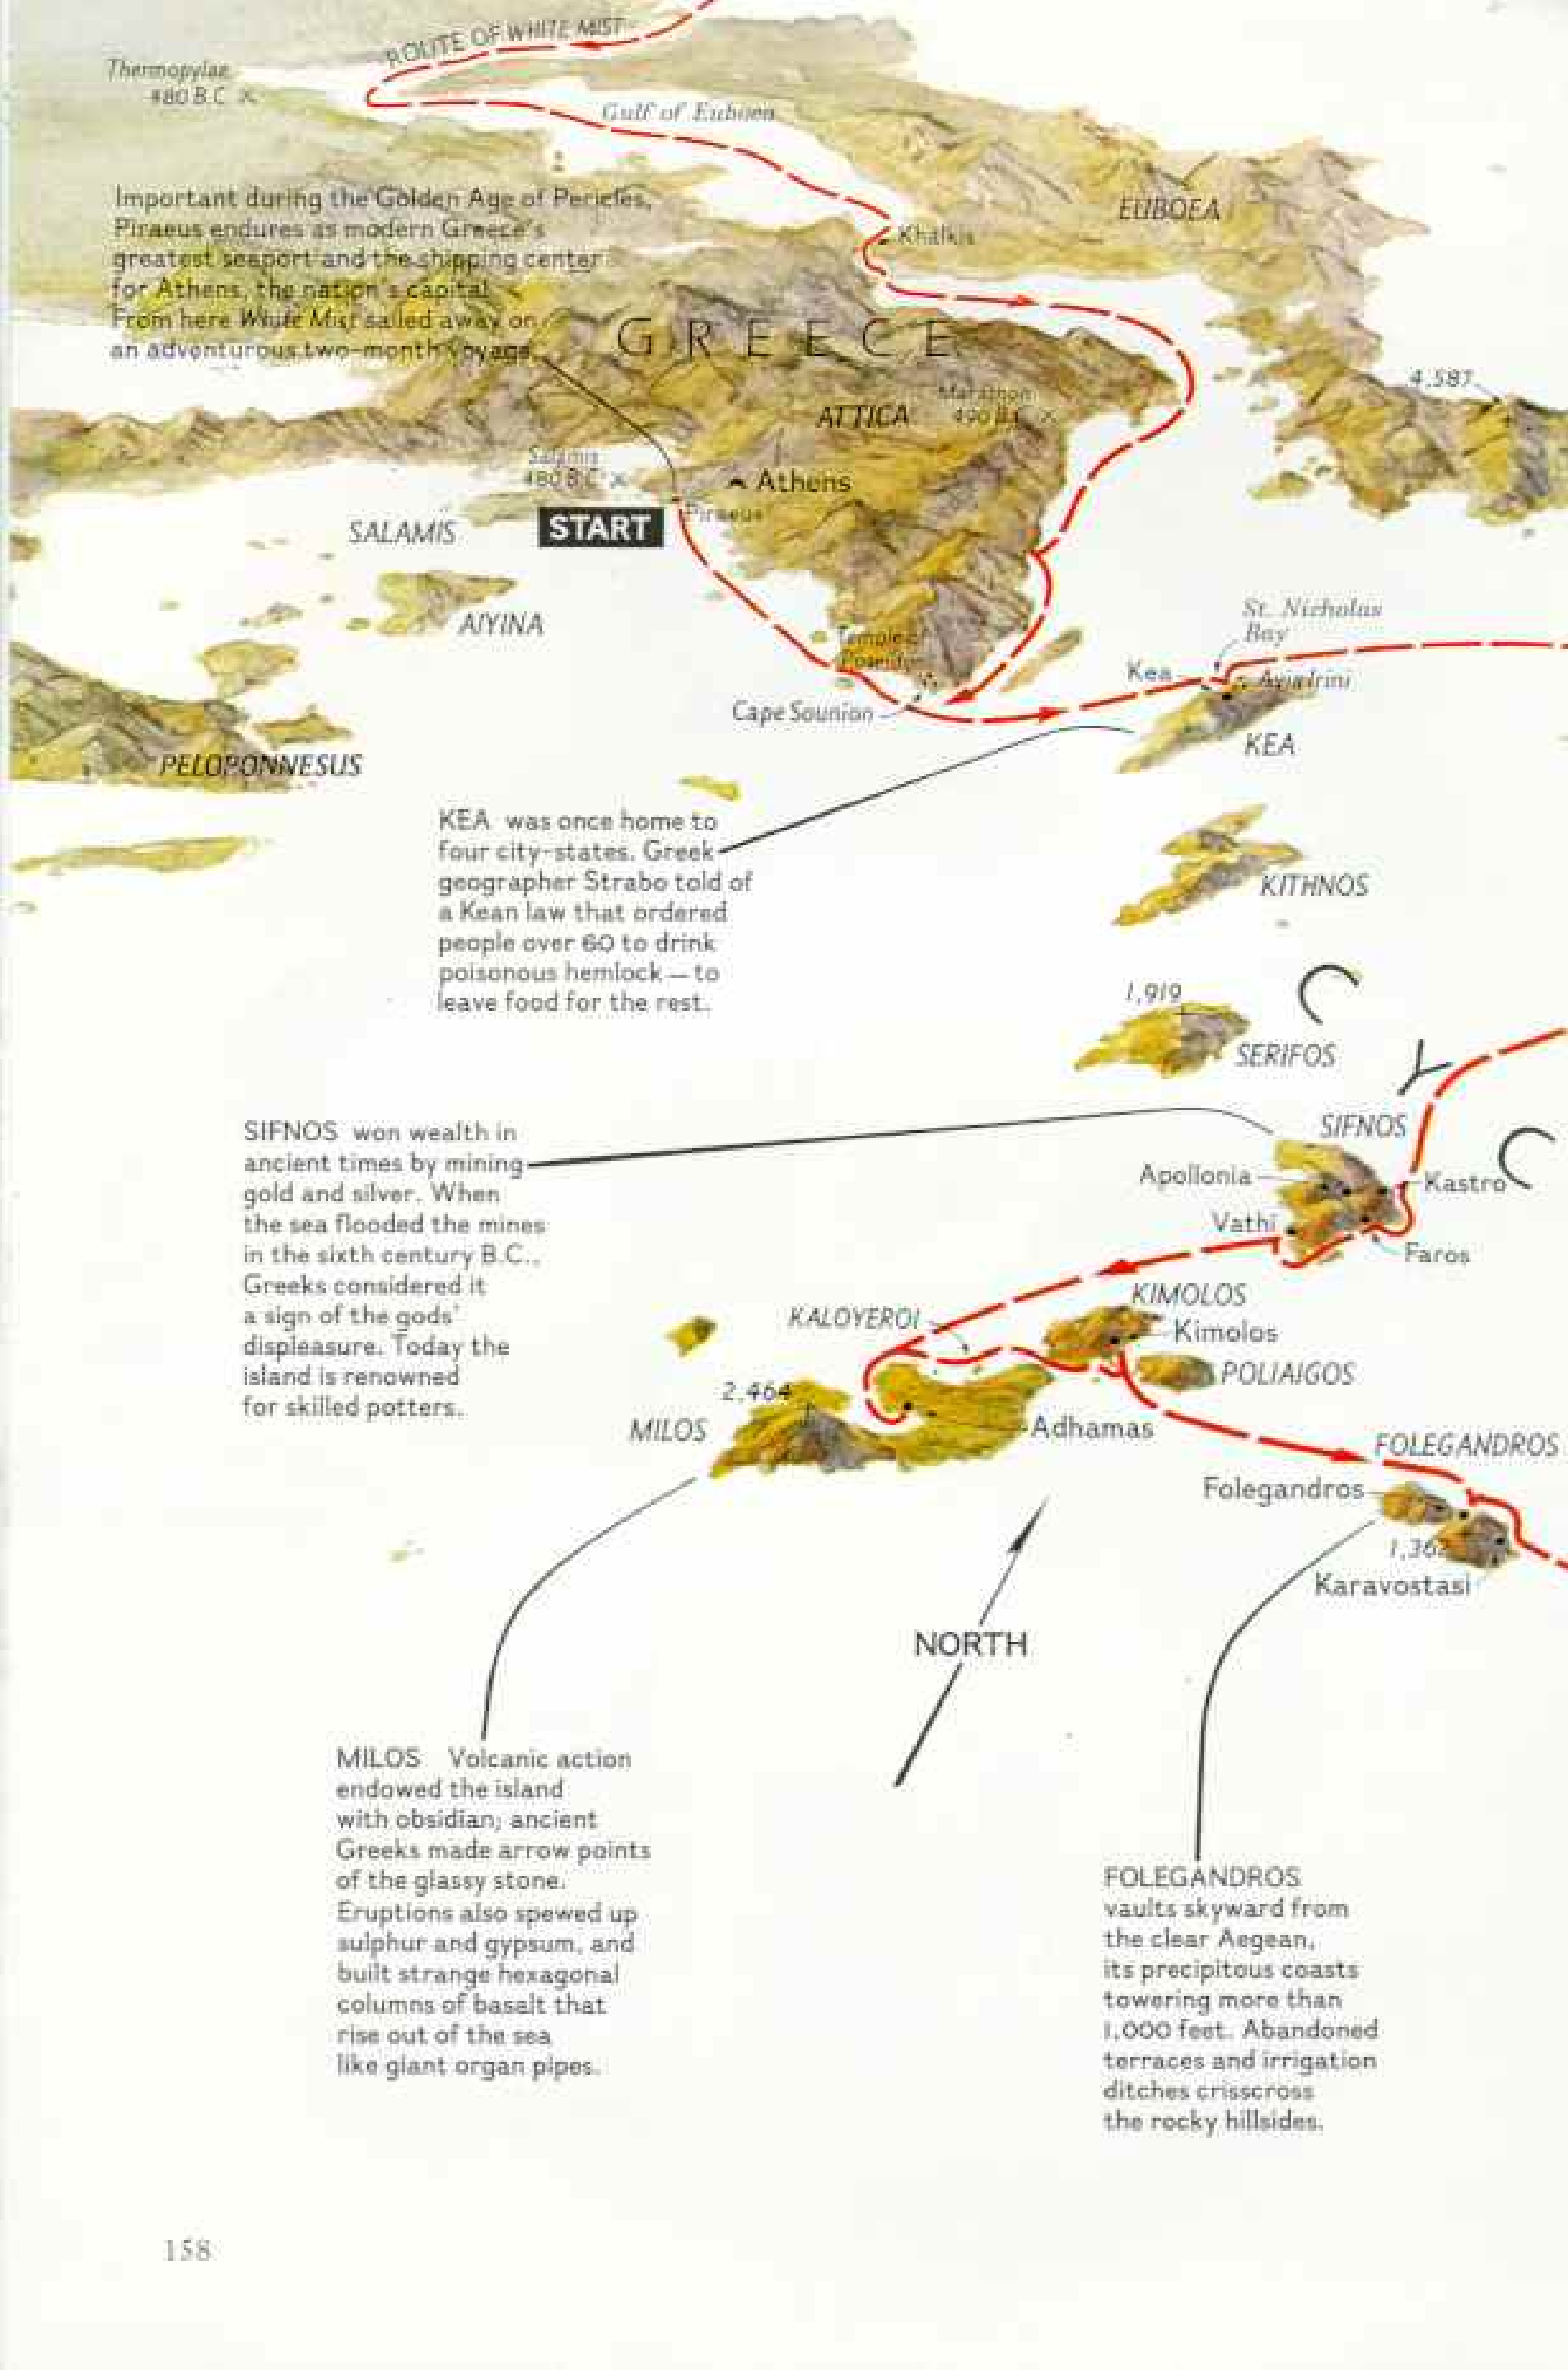 ROUTE OF WHITE MIST
Thermopylae
480 B.C.
Gulf of Euboea
Important during the Golden Age of Pericles,
Piraeus endures as modern Greece's
greatest seaport and the shipping center
for Athens, the nation's capital.
From here White Mist sailed away on
an adventurous two-month voyage.
EUBOEA
Khalkis
GREECE
4,587
Marathon
490 B.C.
ATTICA
Salamis
480 B.C.
Athens
Piraeus
START
SALAMIS
AIYINA
St. Nicholas
Bay
Temple of
Poseidon
Kea
Ayia Irini
Cape Sounion
KEA
PELOPONNESUS
KEA was once home to
four city-states. Greek
geographer Strabo told of
a Kean law that ordered
people over 60 to drink
poisonous hemlock — to
leave food for the rest.
KITHNOS
1,919
C
SERIFOS
Y
SIFNOS
C
SIFNOS won wealth in
ancient times by mining
gold and silver. When
the sea flooded the mines
in the sixth century B.C.,
Greeks considered it
a sign of the gods'
displeasure. Today the
island is renowned
for skilled potters.
Apollonia
Kastro
Vathi
Faros
KIMOLOS
KALOYEROI
Kimolos
POLIAIGOS
2,464
MILOS
Adhamas
FOLEGANDROS
Folegandros
Karavostasi
NORTH
MILOS Volcanic action
endowed the island
with obsidian; ancient
Greeks made arrow points
of the glassy stone.
Eruptions also spewed up
sulphur and gypsum, and
built strange hexagonal
columns of basalt that
rise out of the sea
like giant organ pipes.
FOLEGANDROS
vaults skyward from
the clear Aegean,
its precipitous coasts
towering more than
1,000 feet. Abandoned
terraces and irrigation
ditches crisscross
the rocky hillsides.
158